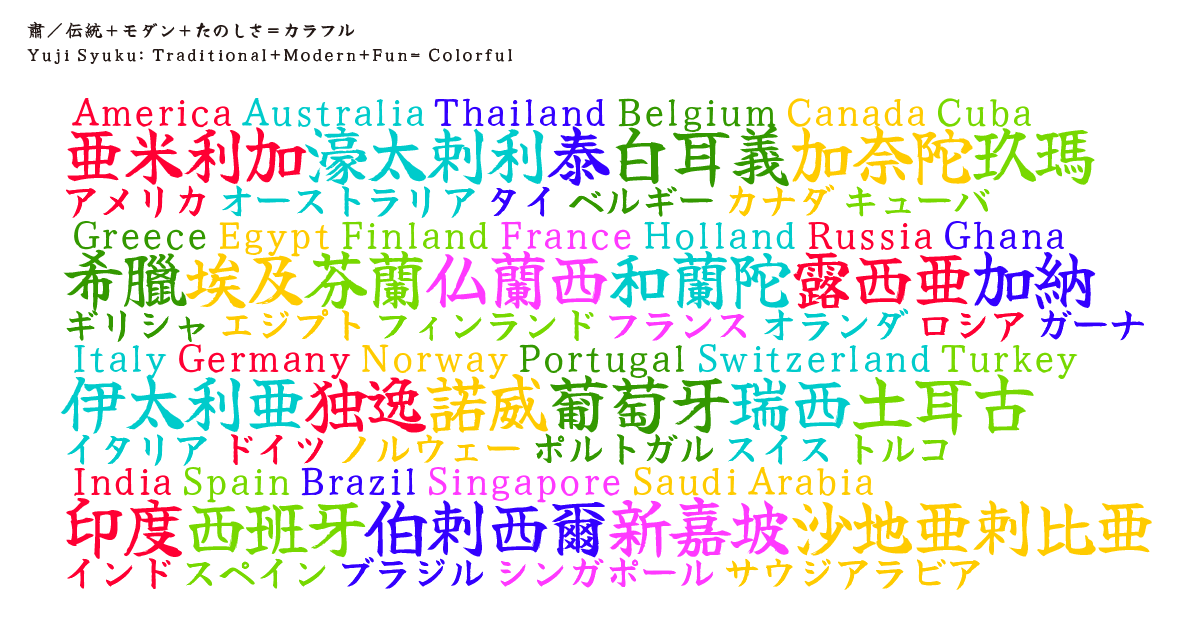 肅／伝統＋モダン＋たのしさ＝カラフル
Yuji Syuku: Traditional+Modern+Fun= Colorful
America Australia Thailand Belgium Canada Cuba
亜米利加濠太剌利泰白耳義加奈陀玖瑪
アメリカ オーストラリア タイ ベルギー カナダ キューバ
Greece Egypt Finland France Holland Russia Ghana
希臘埃及芬蘭仏蘭西和蘭陀露西亜加納
ギリシャ エジプト フィンランド フランス オランダ ロシア ガーナ
Italy Germany Norway Portugal Switzerland Turkey
伊太利亜独逸諾威葡萄牙瑞西土耳古
イタリア ドイツ ノルウェー ポルトガル スイス トルコ
India Spain Brazil Singapore Saudi Arabia
印度西班牙伯剌西爾新嘉坡沙地亜剌比亜
インド スペイン ブラジル シンガポール サウジアラビア